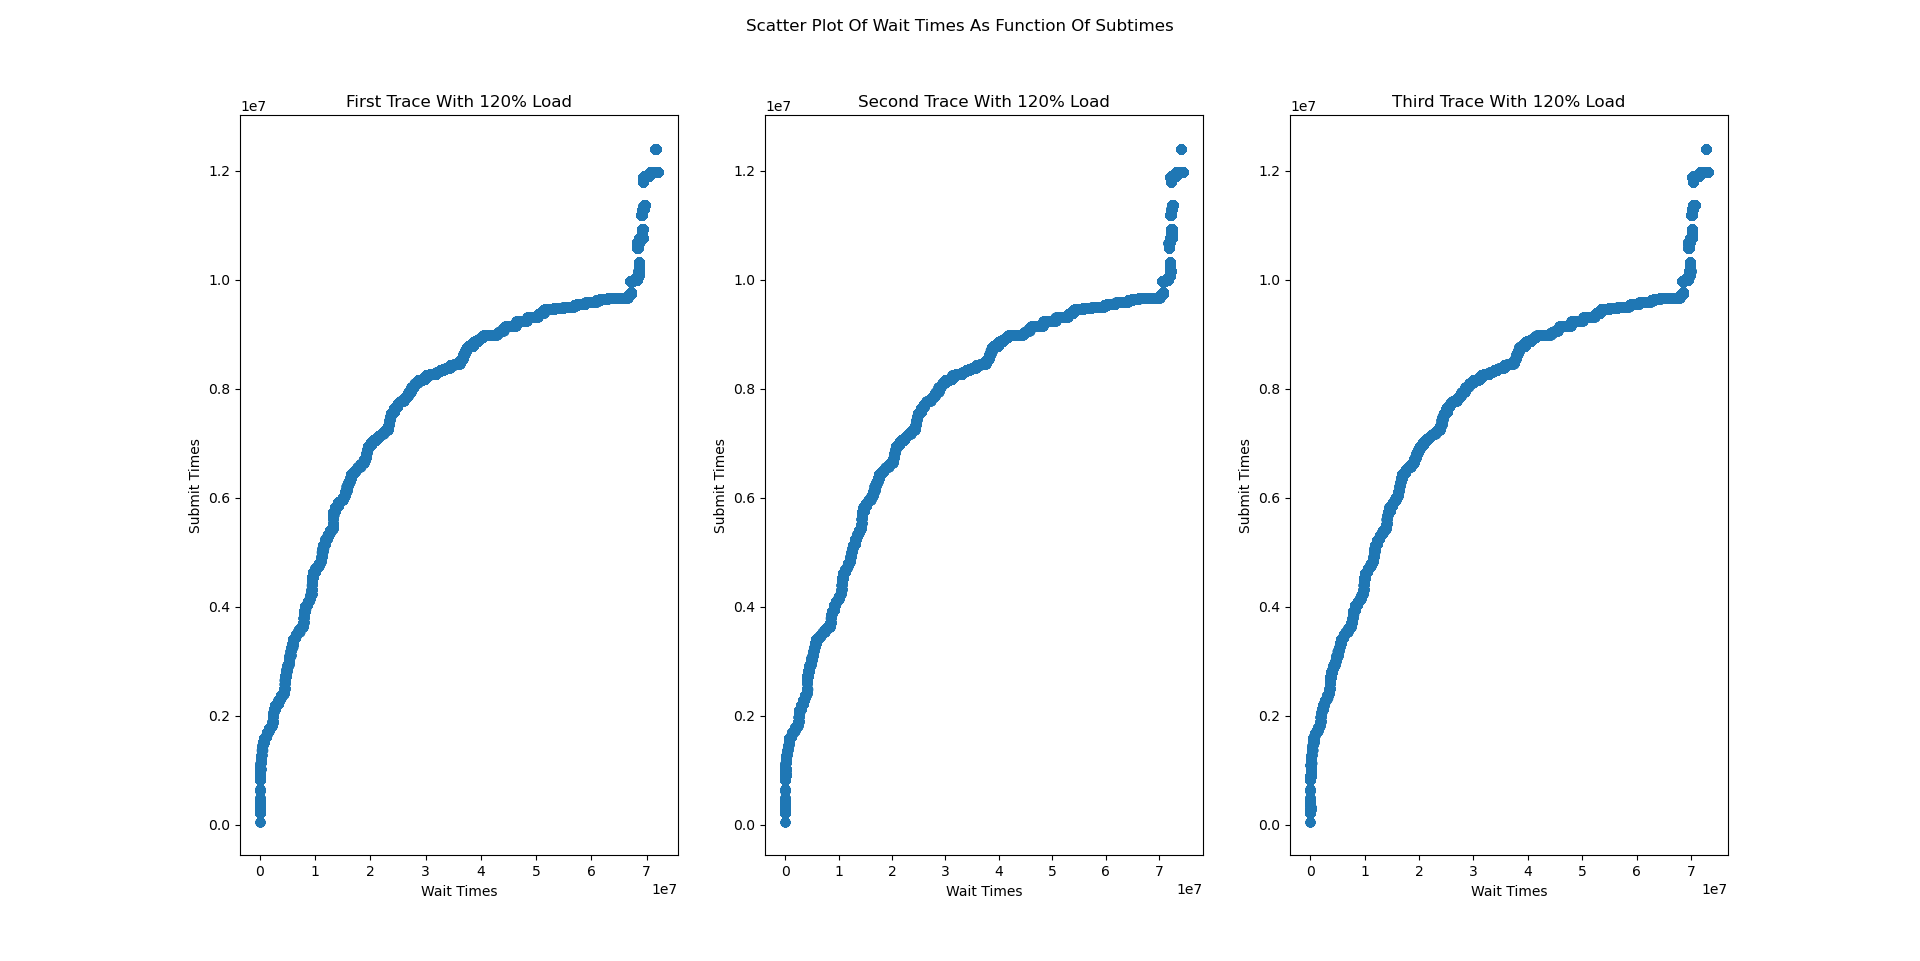 Scatter Plot Of Wait Times As Function Of Subtimes
First Trace With 120% Load
1e7
1.2
1.0
0.8
0.6
0.4
0.2
0.0
Submit Times
0 1 2 3 4 5 6 7
Wait Times
1e7
Second Trace With 120% Load
1e7
1.2
1.0
0.8
0.6
0.4
0.2
0.0
Submit Times
0 1 2 3 4 5 6 7
Wait Times
1e7
Third Trace With 120% Load
1e7
1.2
1.0
0.8
0.6
0.4
0.2
0.0
Submit Times
0 1 2 3 4 5 6 7
Wait Times
1e7